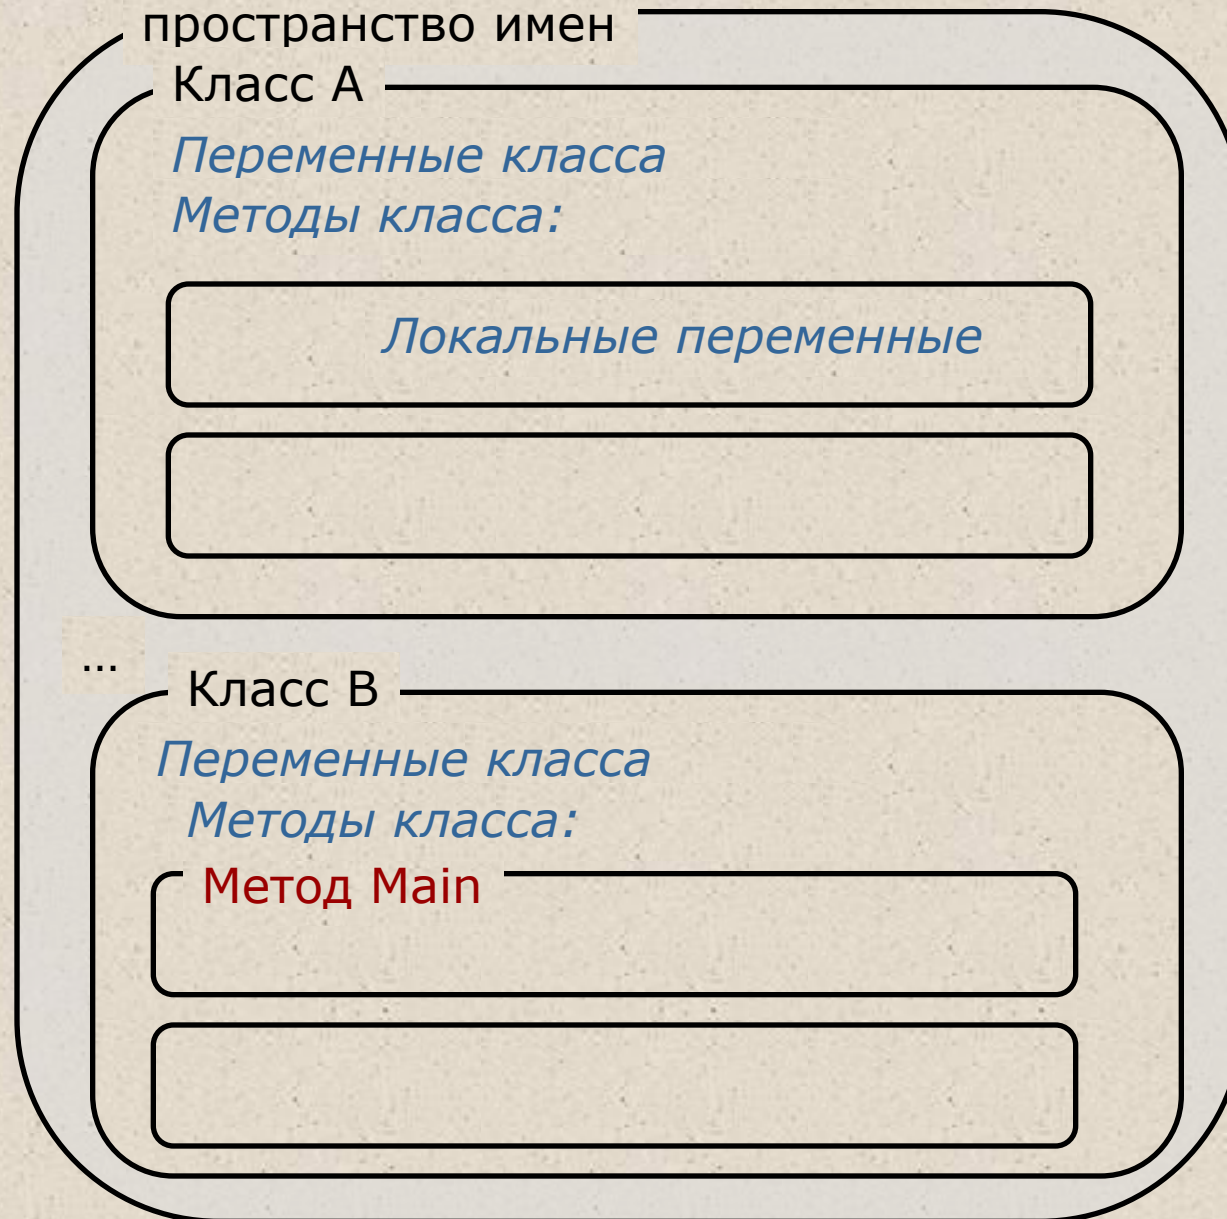 пространство имен
Класс A
Переменные класса
Методы класса:
Локальные переменные
…
Класс B
Переменные класса
Методы класса:
Метод Main